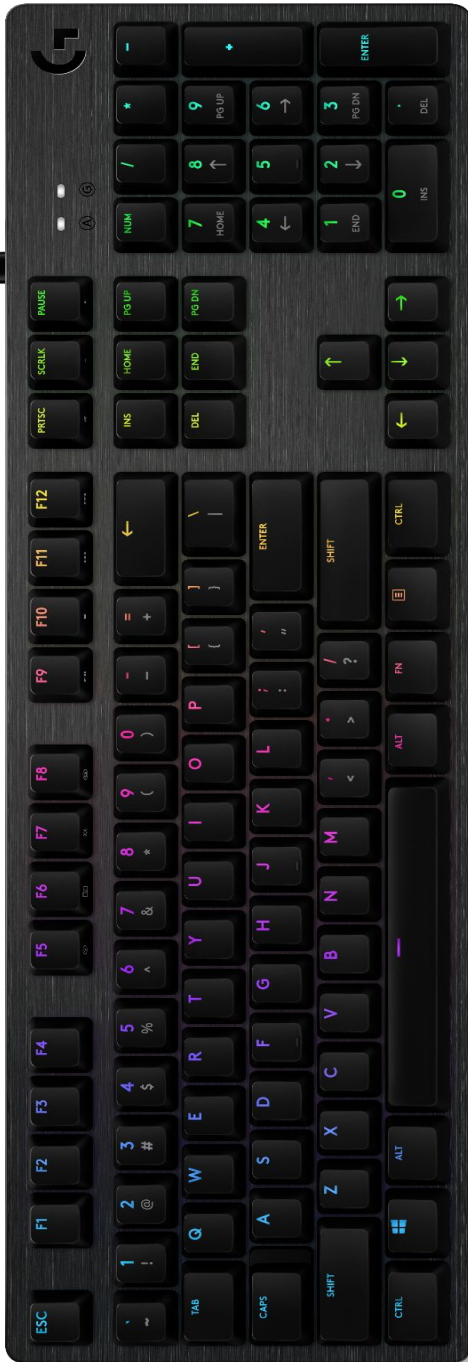 ESC F1 F2 F3 F4 F5 F6 F7 F8 F9 F10 F11 F12 PRTSC SCRLK PAUSE Ⓐ Ⓖ G
` 1 2 3 4 5 6 7 8 9 0 - = ← INS HOME PG UP NUM / * -
~ ! @ # $ % ^ & * ( ) _ +
TAB Q W E R T Y U I O P [ ] \ DEL END PG DN 7 8 9 +
{ } | HOME ↑ PG UP
CAPS A S D F G H J K L ; ' ENTER 4 5 6
: " ← →
SHIFT Z X C V B N M , . / SHIFT ↑ 1 2 3 ENTER
< > ? END ↓ PG DN
CTRL ALT ALT FN CTRL ← ↓ → 0 .
INS DEL